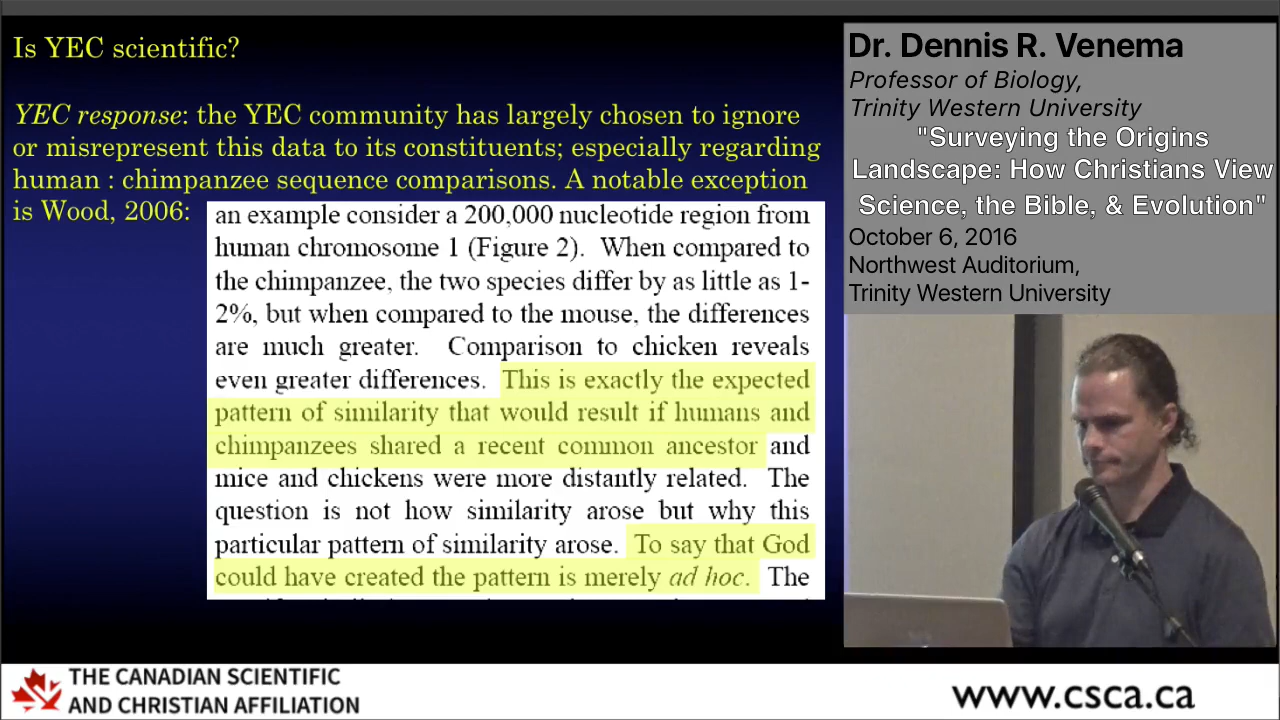 Is YEC scientific?
YEC response: the YEC community has largely chosen to ignore
or misrepresent this data to its constituents; especially regarding
human : chimpanzee sequence comparisons. A notable exception
is Wood, 2006:
an example consider a 200,000 nucleotide region from
human chromosome 1 (Figure 2). When compared to
the chimpanzee, the two species differ by as little as 1-
2%, but when compared to the mouse, the differences
are much greater. Comparison to chicken reveals
even greater differences. This is exactly the expected
pattern of similarity that would result if humans and
chimpanzees shared a recent common ancestor and
mice and chickens were more distantly related. The
question is not how similarity arose but why this
particular pattern of similarity arose. To say that God
could have created the pattern is merely ad hoc. The
Dr. Dennis R. Venema
Professor of Biology,
Trinity Western University
"Surveying the Origins
Landscape: How Christians View
Science, the Bible, & Evolution"
October 6, 2016
Northwest Auditorium,
Trinity Western University
THE CANADIAN SCIENTIFIC
AND CHRISTIAN AFFILIATION
www.csca.ca